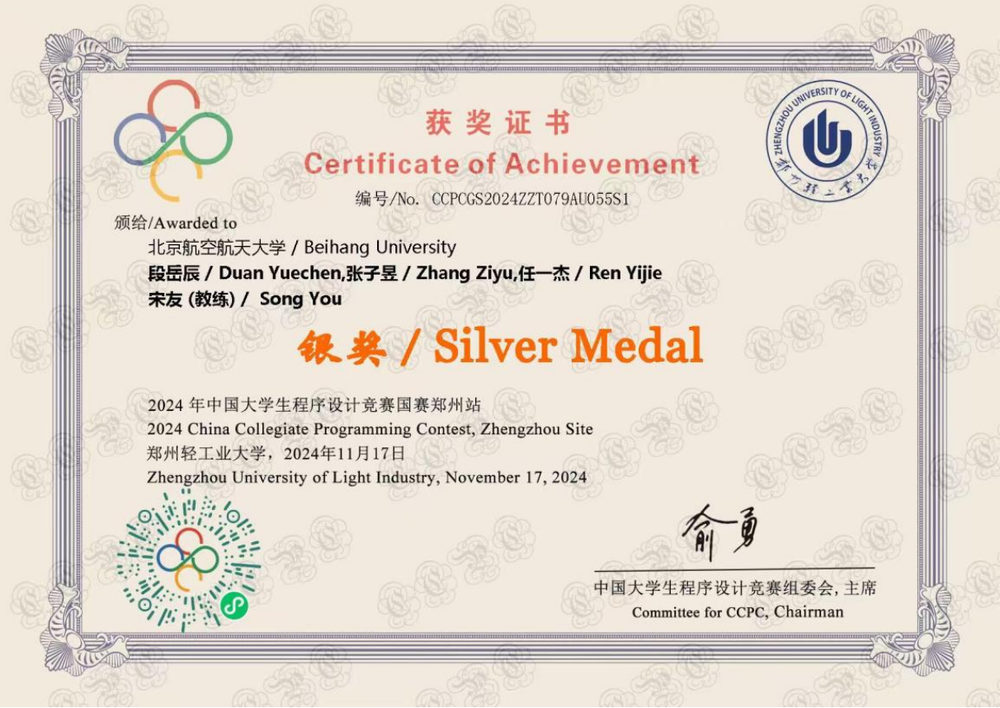 获奖证书
Certificate of Achievement
编号/No. CCPCGS2024ZZT079AU055S1
ZHENGZHOU UNIVERSITY OF LIGHT INDUSTRY
郑州轻工业大学
颁给/Awarded to
北京航空航天大学 / Beihang University
段岳辰 / Duan Yuechen,张子昱 / Zhang Ziyu,任一杰 / Ren Yijie
宋友 (教练) / Song You
银奖 / Silver Medal
2024 年中国大学生程序设计竞赛国赛郑州站
2024 China Collegiate Programming Contest, Zhengzhou Site
郑州轻工业大学，2024年11月17日
Zhengzhou University of Light Industry, November 17, 2024
俞勇
中国大学生程序设计竞赛组委会, 主席
Committee for CCPC, Chairman